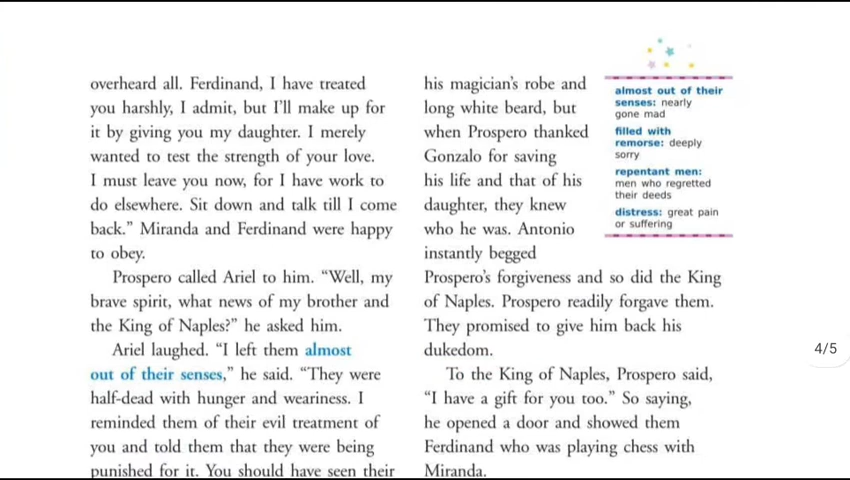 overheard all. Ferdinand, I have treated
you harshly, I admit, but I'll make up for
it by giving you my daughter. I merely
wanted to test the strength of your love.
I must leave you now, for I have work to
do elsewhere. Sit down and talk till I come
back.” Miranda and Ferdinand were happy
to obey.
Prospero called Ariel to him. “Well, my
brave spirit, what news of my brother and
the King of Naples?” he asked him.
Ariel laughed. “I left them almost
out of their senses,” he said. “They were
half-dead with hunger and weariness. I
reminded them of their evil treatment of
you and told them that they were being
punished for it. You should have seen their
his magician's robe and
long white beard, but
when Prospero thanked
Gonzalo for saving
his life and that of his
daughter, they knew
who he was. Antonio
instantly begged
Prospero's forgiveness and so did the King
of Naples. Prospero readily forgave them.
They promised to give him back his
dukedom.
To the King of Naples, Prospero said,
“I have a gift for you too.” So saying,
he opened a door and showed them
Ferdinand who was playing chess with
Miranda.
almost out of their
senses: nearly
gone mad
filled with
remorse: deeply
sorry
repentant men:
men who regretted
their deeds
distress: great pain
or suffering
4/5